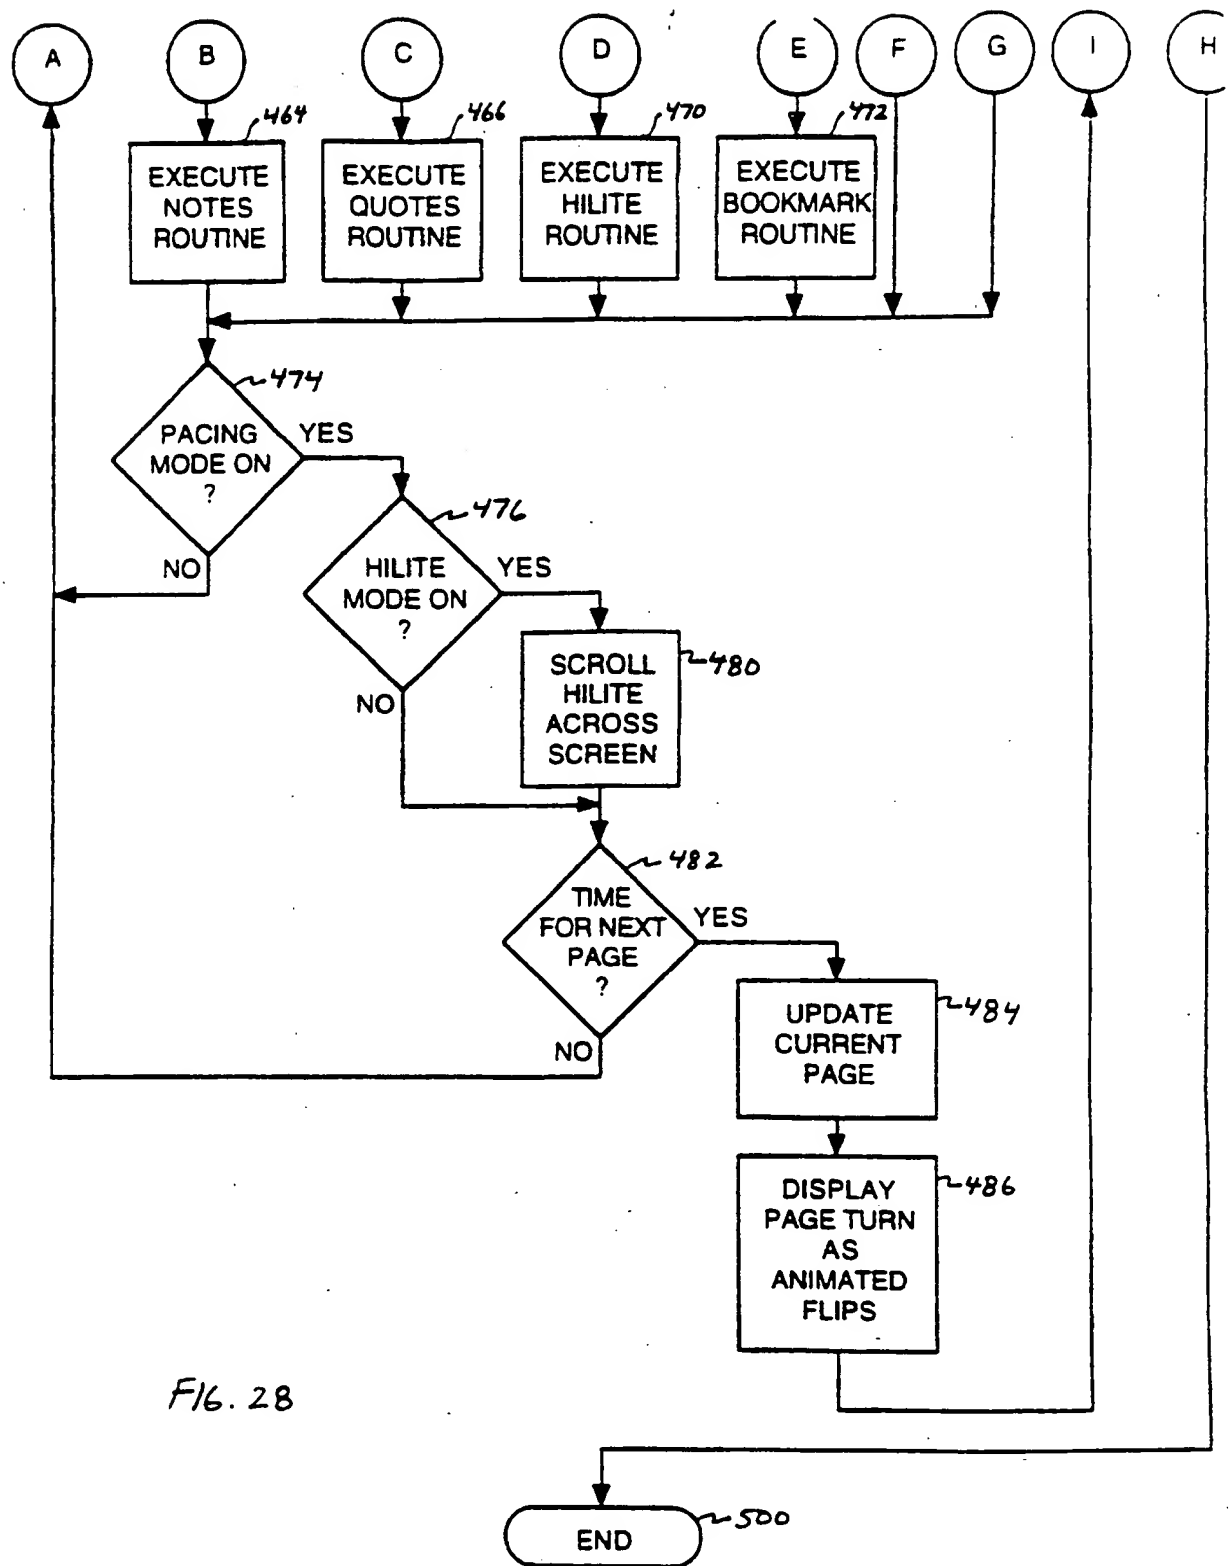 A
B
C
D
E
F
G
I
H
464
466
470
472
EXECUTE
NOTES
ROUTINE
EXECUTE
QUOTES
ROUTINE
EXECUTE
HILITE
ROUTINE
EXECUTE
BOOKMARK
ROUTINE
474
PACING
MODE ON
?
YES
NO
476
HILITE
MODE ON
?
YES
NO
480
SCROLL
HILITE
ACROSS
SCREEN
482
TIME
FOR NEXT
PAGE
?
YES
NO
484
UPDATE
CURRENT
PAGE
486
DISPLAY
PAGE TURN
AS
ANIMATED
FLIPS
FIG. 28
500
END